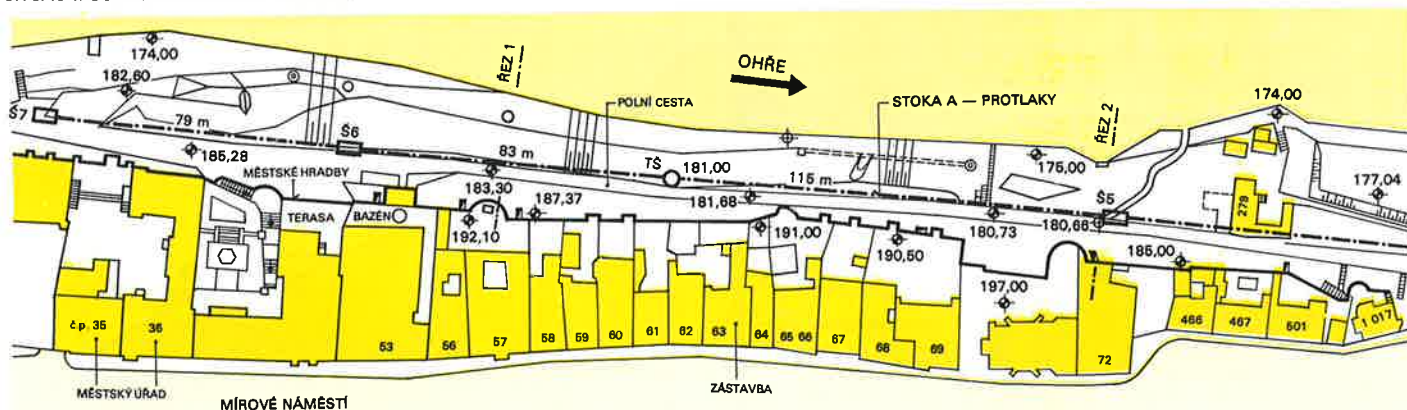 174,00
182,60
ŘEZ 1
OHŘE
POLNÍ CESTA
STOKA A — PROTLAKY
ŘEZ 2
174,00
Š7
79 m
Š6
83 m
TŠ
181,00
115 m
175,00
Š5
177,04
185,28
MĚSTSKÉ HRADBY
183,30
187,37
181,68
180,73
180,66
278
TERASA
BAZÉN
192,10
191,00
190,50
197,00
185,00
č.p. 35
36
53
56
57
58
59
60
61
62
63
64
65
66
67
68
69
72
466
467
501
1 017
MĚSTSKÝ ÚŘAD
MÍROVÉ NÁMĚSTÍ
ZÁSTAVBA